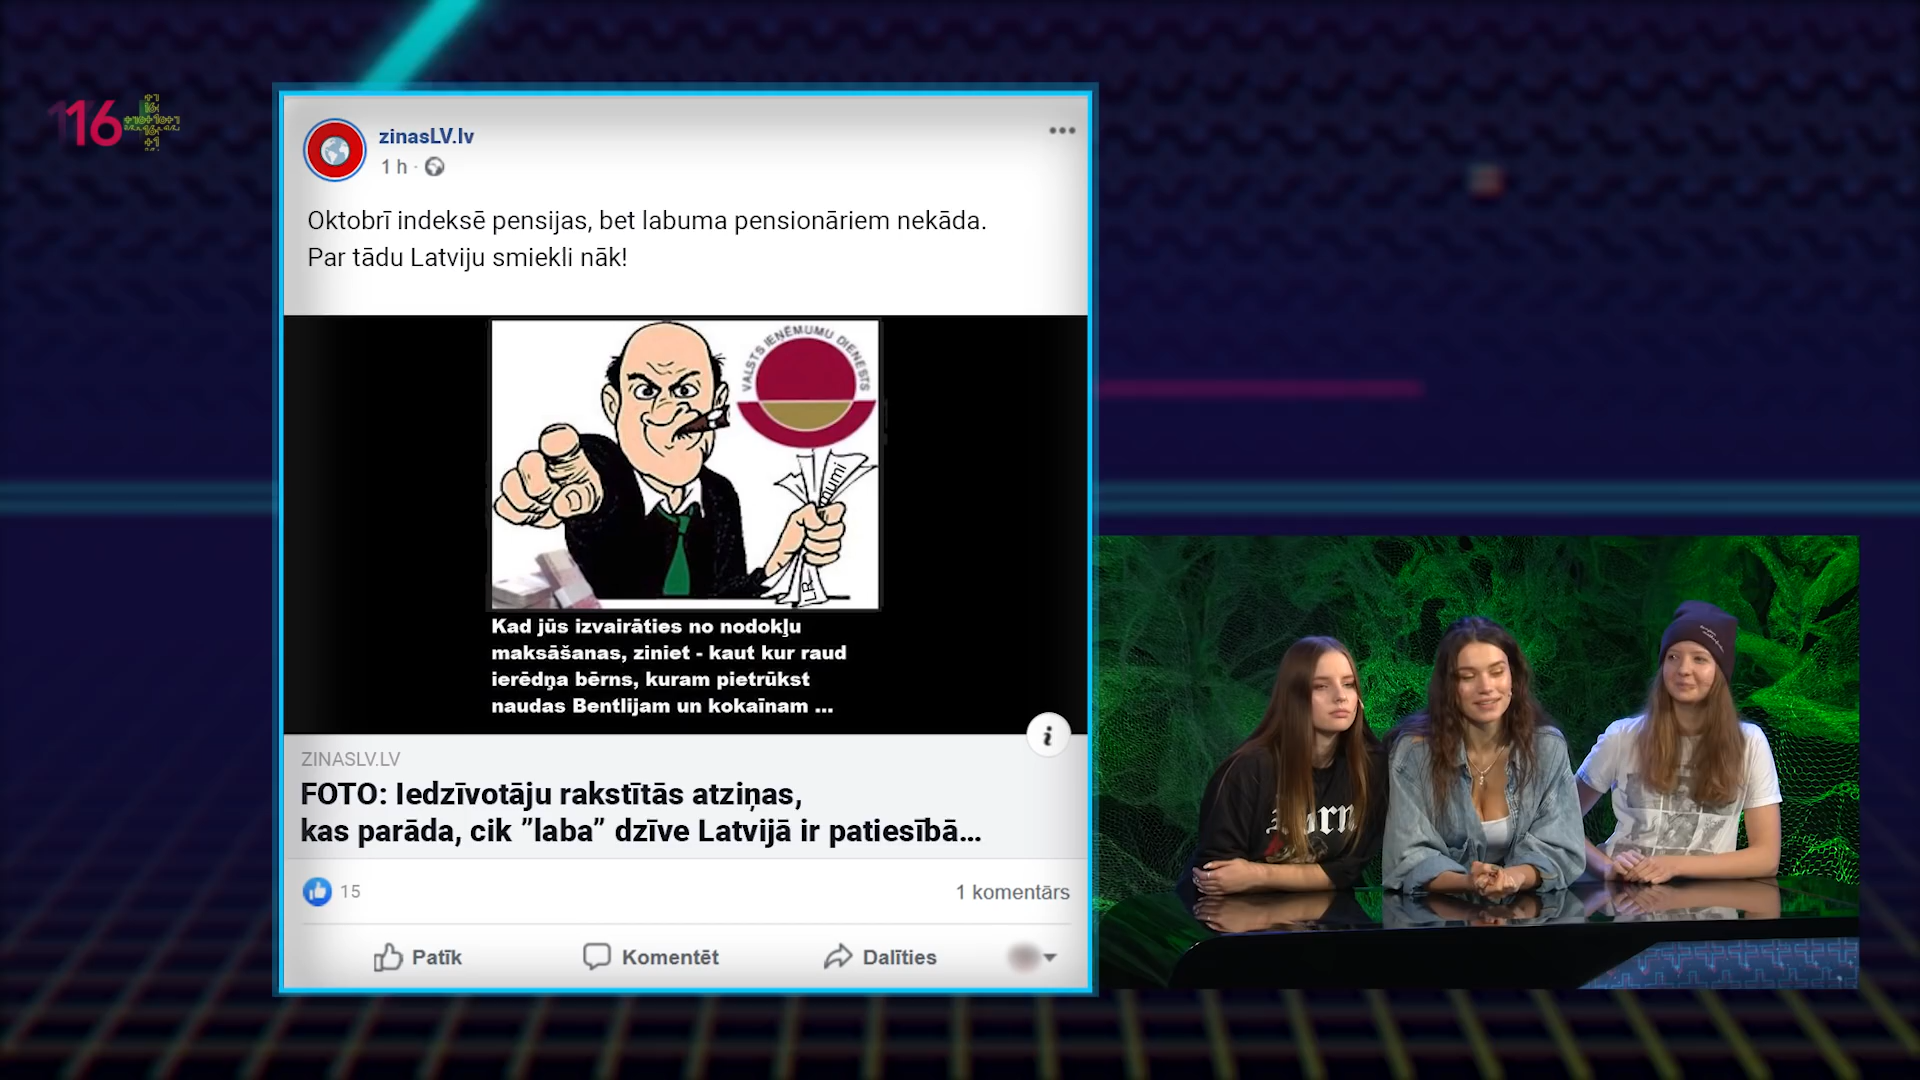 16+
zinasLV.lv
1 h ·
Oktobrī indeksē pensijas, bet labuma pensionāriem nekāda.
Par tādu Latviju smiekli nāk!
VALSTS IEŅĒMUMU DIENESTS
umi
LR
Kad jūs izvairāties no nodokļu
maksāšanas, ziniet - kaut kur raud
ierēdņa bērns, kuram pietrūkst
naudas Bentlijam un kokaīnam ...
i
ZINASLV.LV
FOTO: Iedzīvotāju rakstītās atziņas,
kas parāda, cik ”laba” dzīve Latvijā ir patiesībā...
15
1 komentārs
Patīk
Komentēt
Dalīties